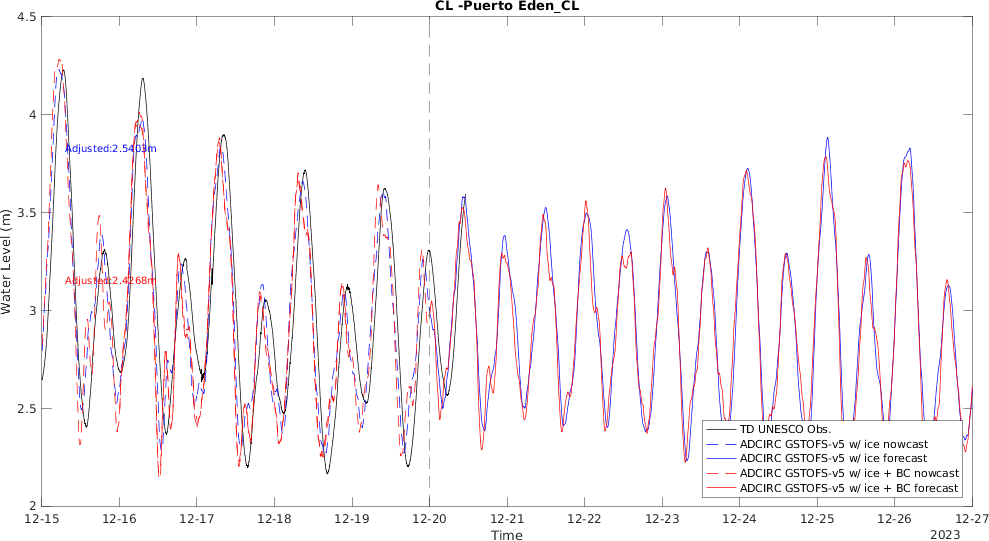 CL -Puerto Eden_CL
4.5
4
3.5
3
2.5
2
Water Level (m)
Adjusted:2.5403m
Adjusted:2.4268m
TD UNESCO Obs.
ADCIRC GSTOFS-v5 w/ ice nowcast
ADCIRC GSTOFS-v5 w/ ice forecast
ADCIRC GSTOFS-v5 w/ ice + BC nowcast
ADCIRC GSTOFS-v5 w/ ice + BC forecast
12-15 12-16 12-17 12-18 12-19 12-20 12-21 12-22 12-23 12-24 12-25 12-26 12-27
Time
2023